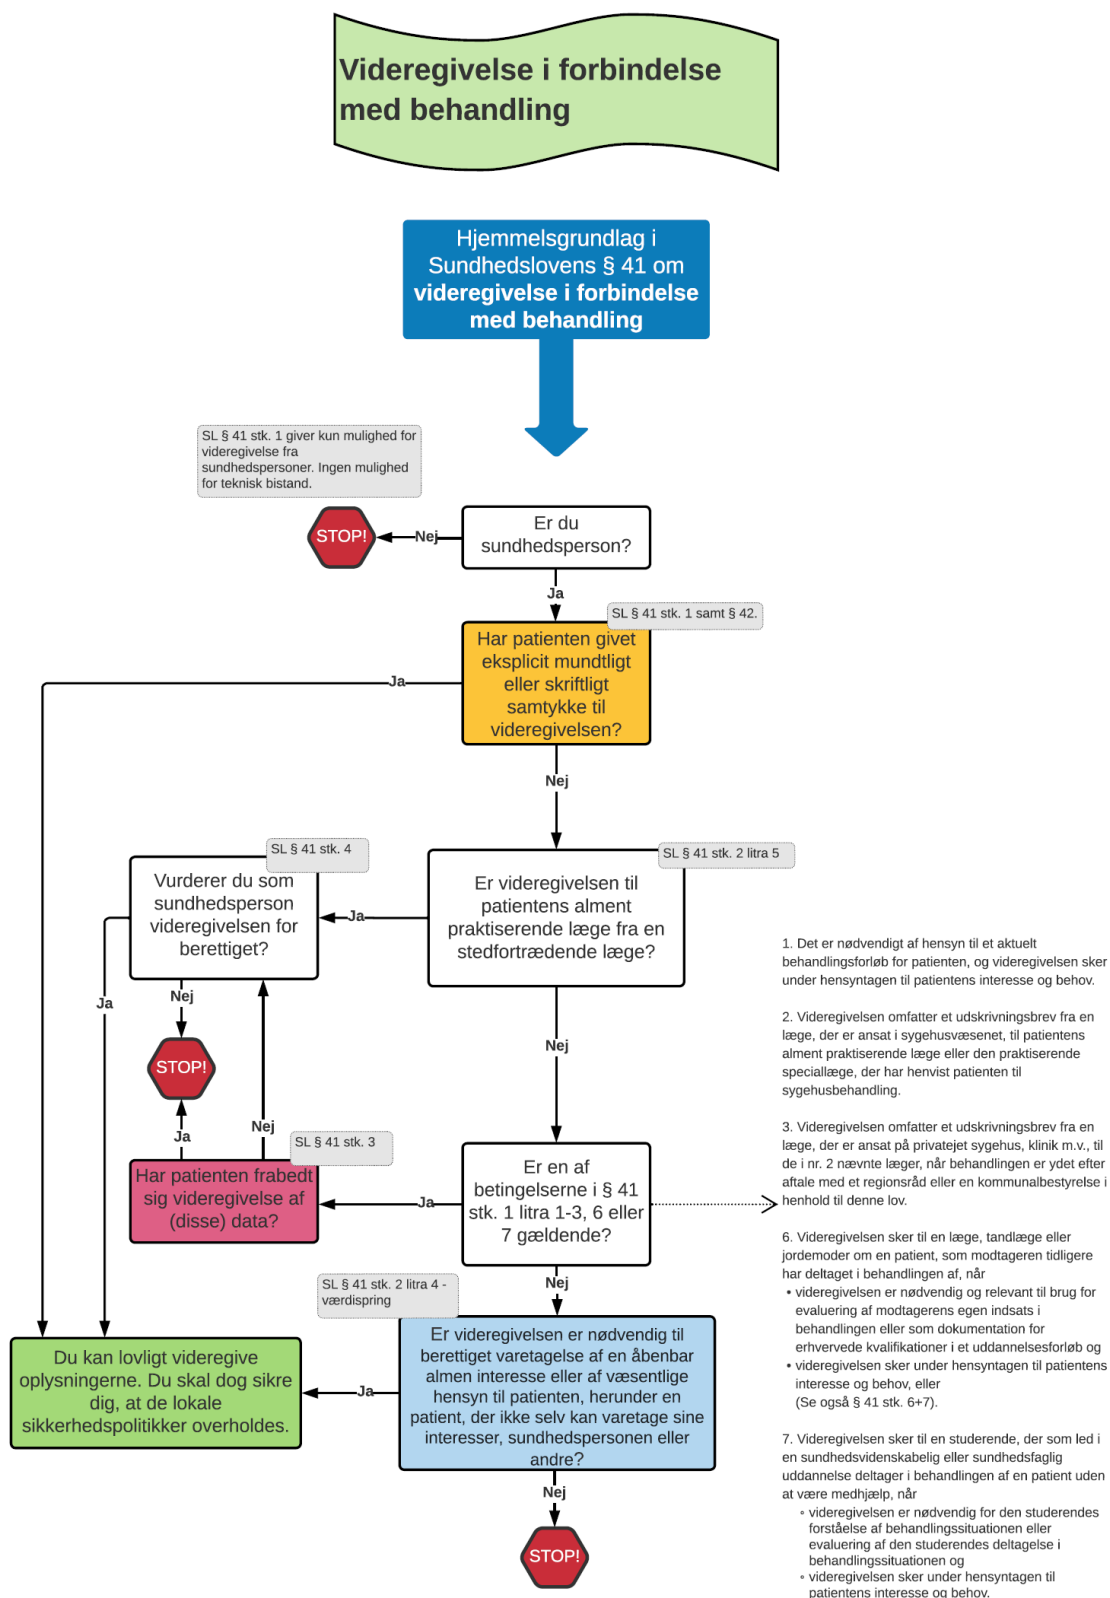 Videregivelse i forbindelse
med behandling
Hjemmelsgrundlag i
Sundhedslovens § 41 om
videregivelse i forbindelse
med behandling
SL § 41 stk. 1 giver kun mulighed for
videregivelse fra
sundhedspersoner. Ingen mulighed
for teknisk bistand.
STOP!
Nej
Er du
sundhedsperson?
Ja
SL § 41 stk. 1 samt § 42.
Har patienten givet
eksplicit mundtligt
eller skriftligt
samtykke til
videregivelsen?
Ja
Nej
SL § 41 stk. 4
Vurderer du som
sundhedsperson
videregivelsen for
berettiget?
SL § 41 stk. 2 litra 5
Er videregivelsen til
patientens alment
praktiserende læge fra en
stedfortrædende læge?
Ja
Ja
Nej
STOP!
Nej
Ja
Nej
SL § 41 stk. 3
Har patienten frabedt
sig videregivelse af
(disse) data?
Ja
Er en af
betingelserne i § 41
stk. 1 litra 1-3, 6 eller
7 gældende?
Nej
SL § 41 stk. 2 litra 4 -
værdispring
Er videregivelsen er nødvendig til
berettiget varetagelse af en åbenbar
almen interesse eller af væsentlige
hensyn til patienten, herunder en
patient, der ikke selv kan varetage sine
interesser, sundhedspersonen eller
andre?
Ja
Du kan lovligt videregive
oplysningerne. Du skal dog sikre
dig, at de lokale
sikkerhedspolitikker overholdes.
Nej
STOP!
1. Det er nødvendigt af hensyn til et aktuelt
behandlingsforløb for patienten, og videregivelsen sker
under hensyntagen til patientens interesse og behov.
2. Videregivelsen omfatter et udskrivningsbrev fra en
læge, der er ansat i sygehusvæsenet, til patientens
alment praktiserende læge eller den praktiserende
speciallæge, der har henvist patienten til
sygehusbehandling.
3. Videregivelsen omfatter et udskrivningsbrev fra en
læge, der er ansat på privatejet sygehus, klinik m.v., til
de i nr. 2 nævnte læger, når behandlingen er ydet efter
aftale med et regionsråd eller en kommunalbestyrelse i
henhold til denne lov.
6. Videregivelsen sker til en læge, tandlæge eller
jordemoder om en patient, som modtageren tidligere
har deltaget i behandlingen af, når
• videregivelsen er nødvendig og relevant til brug for
evaluering af modtagerens egen indsats i
behandlingen eller som dokumentation for
erhvervede kvalifikationer i et uddannelsesforløb og
• videregivelsen sker under hensyntagen til patientens
interesse og behov, eller
(Se også § 41 stk. 6+7).
7. Videregivelsen sker til en studerende, der som led i
en sundhedsvidenskabelig eller sundhedsfaglig
uddannelse deltager i behandlingen af en patient uden
at være medhjælp, når
◦ videregivelsen er nødvendig for den studerendes
forståelse af behandlingssituationen eller
evaluering af den studerendes deltagelse i
behandlingssituationen og
◦ videregivelsen sker under hensyntagen til
patientens interesse og behov.